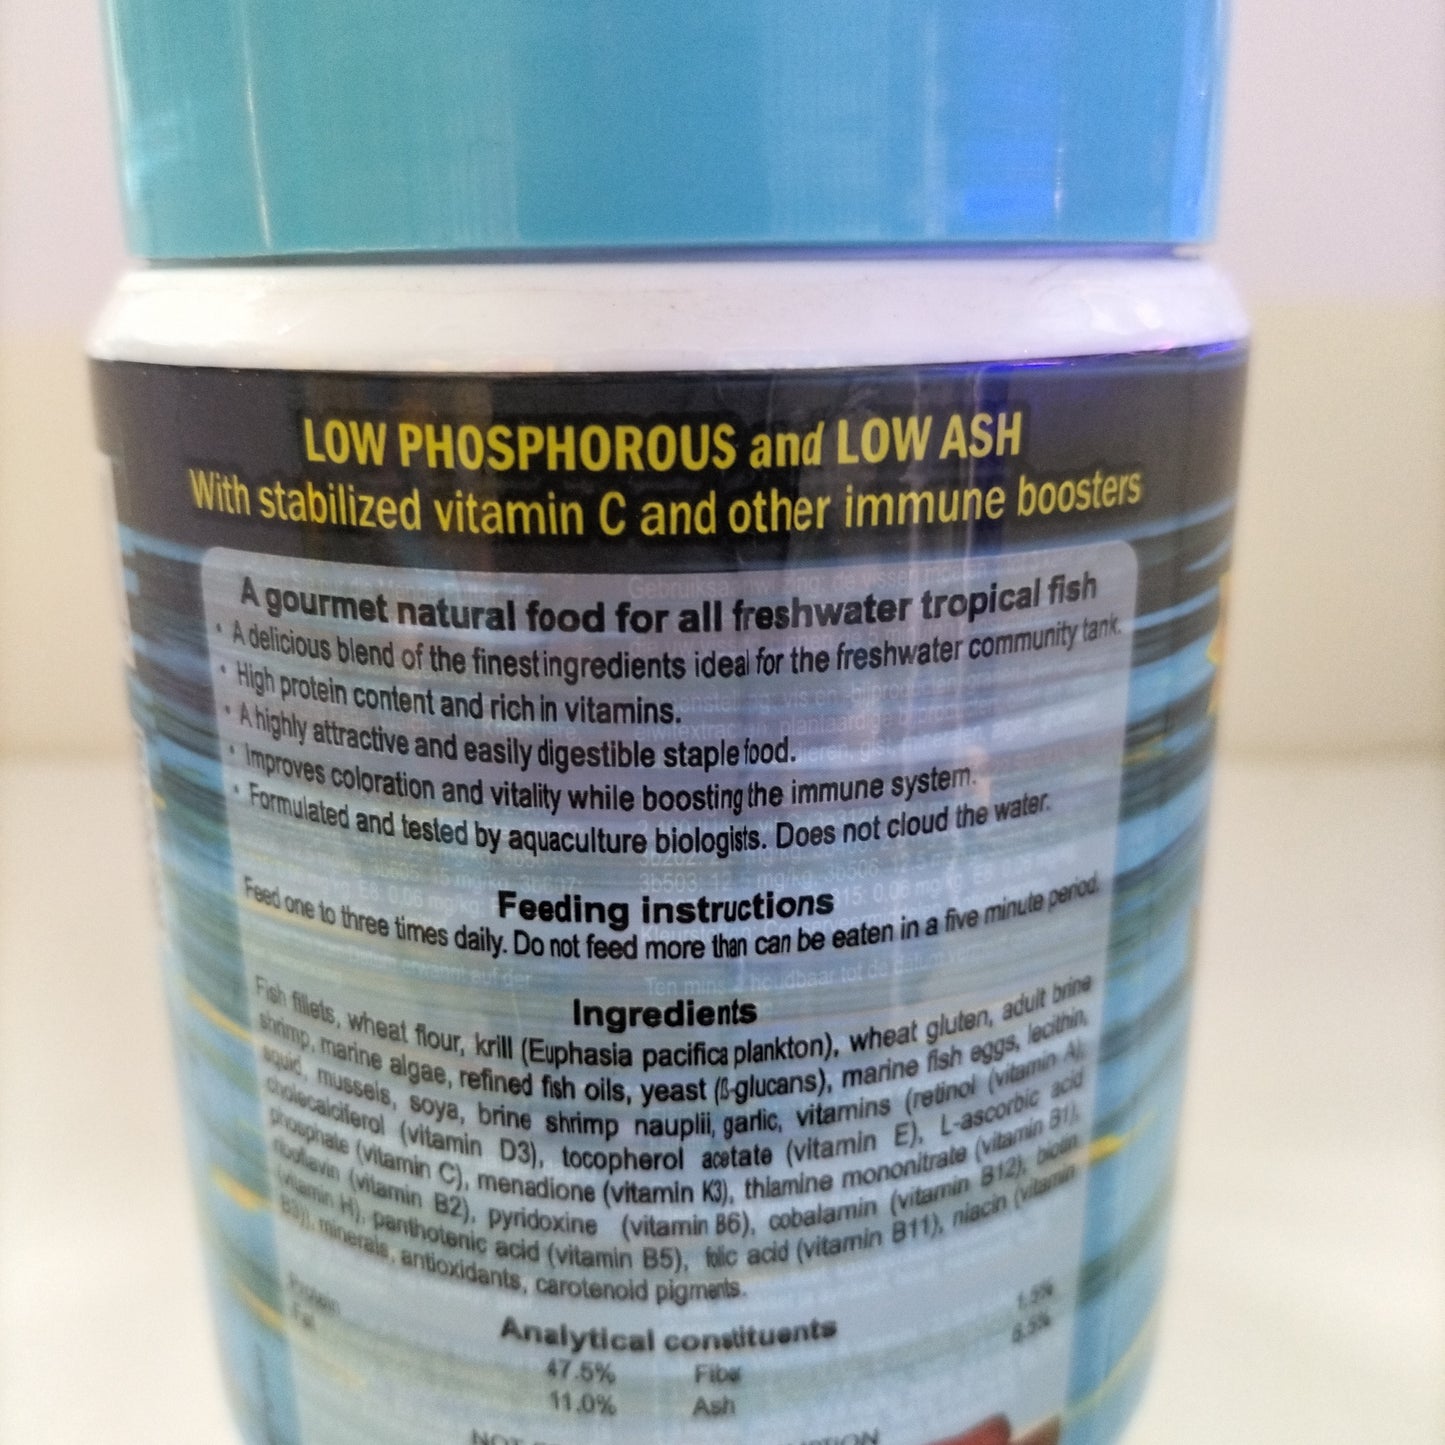 LOW PHOSPHOROUS and LOW ASH
With stabilized vitamin C and other immune boosters
A gourmet natural food for all freshwater tropical fish
• A delicious blend of the finest ingredients ideal for the freshwater community tank.
• High protein content and rich in vitamins.
• A highly attractive and easily digestible staple food.
• Improves coloration and vitality while boosting the immune system.
• Formulated and tested by aquaculture biologists. Does not cloud the water.
Feeding instructions
Feed one to three times daily. Do not feed more than can be eaten in a five minute period.
Ingredients
Fish fillets, wheat flour, krill (Euphasia pacifica plankton), wheat gluten, adult brine
shrimp, marine algae, refined fish oils, yeast (ß-glucans), marine fish eggs, lecithin,
squid, mussels, soya, brine shrimp nauplii, garlic, vitamins (retinol (vitamin A),
cholecalciferol (vitamin D3), tocopherol acetate (vitamin E), L-ascorbic acid
phosphate (vitamin C), menadione (vitamin K3), thiamine mononitrate (vitamin B1),
riboflavin (vitamin B2), pyridoxine (vitamin B6), cobalamin (vitamin B12), biotin
(vitamin H), panthotenic acid (vitamin B5), folic acid (vitamin B11), niacin (vitamin
B3)), minerals, antioxidants, carotenoid pigments.
Analytical constituents
Protein 47.5% Fiber
Fat 11.0% Ash